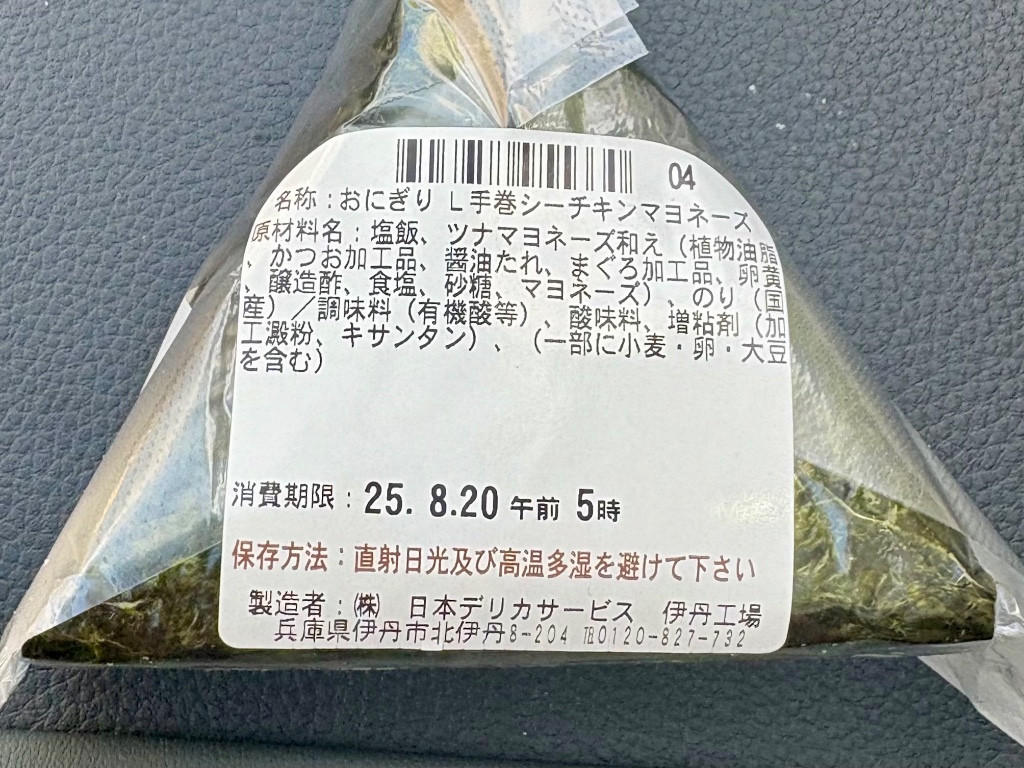 04
名称：おにぎり L手巻シーチキンマヨネーズ
原材料名：塩飯、ツナマヨネーズ和え（植物油脂
、かつお加工品、醤油たれ、まぐろ加工品、卵黄
、醸造酢、食塩、砂糖、マヨネーズ）、のり（国
産）／調味料（有機酸等）、酸味料、増粘剤（加
工澱粉、キサンタン）、（一部に小麦・卵・大豆
を含む）
消費期限：25. 8.20 午前 5時
保存方法：直射日光及び高温多湿を避けて下さい
製造者：㈱ 日本デリカサービス 伊丹工場
兵庫県伊丹市北伊丹8-204 ℡0120-827-732